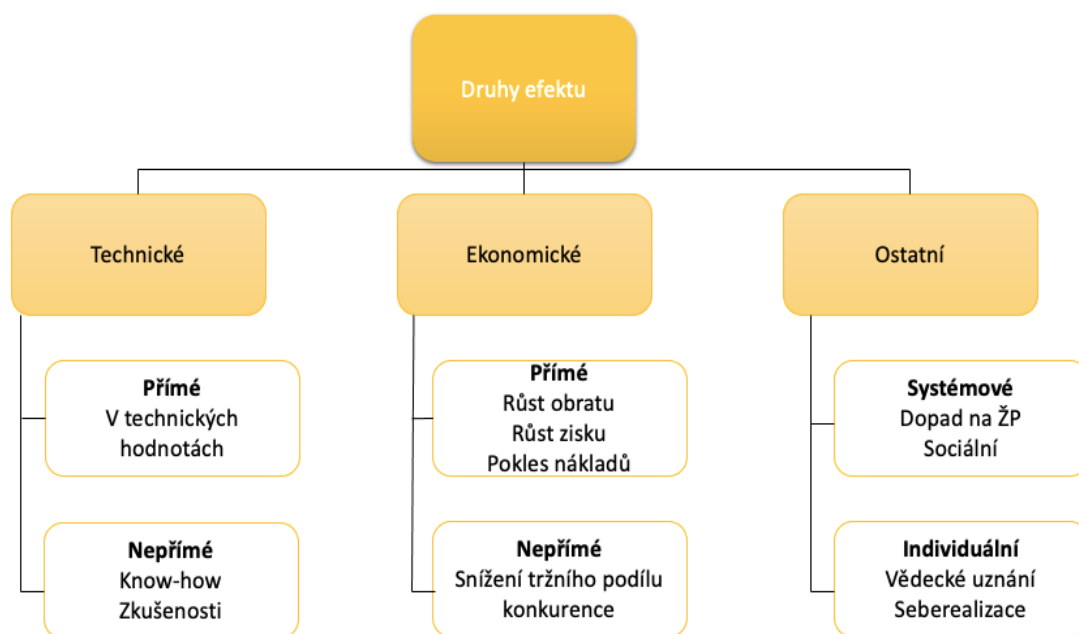 Druhy efektu
Technické
Ekonomické
Ostatní
Přímé
V technických
hodnotách
Přímé
Růst obratu
Růst zisku
Pokles nákladů
Systémové
Dopad na ŽP
Sociální
Nepřímé
Know-how
Zkušenosti
Nepřímé
Snížení tržního podílu
konkurence
Individuální
Vědecké uznání
Seberealizace